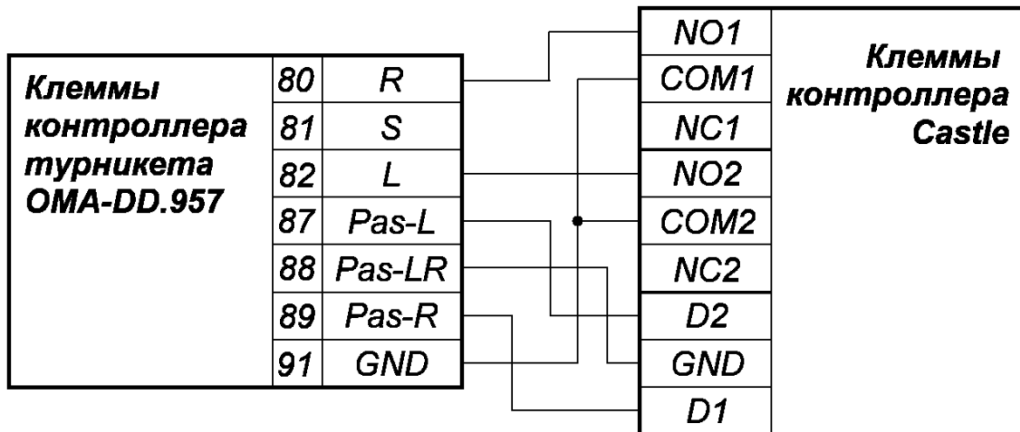 Клеммы
контроллера
турникета
OMA-DD.957
80 R
81 S
82 L
87 Pas-L
88 Pas-LR
89 Pas-R
91 GND
NO1
COM1
NC1
NO2
COM2
NC2
D2
GND
D1
Клеммы
контроллера
Castle